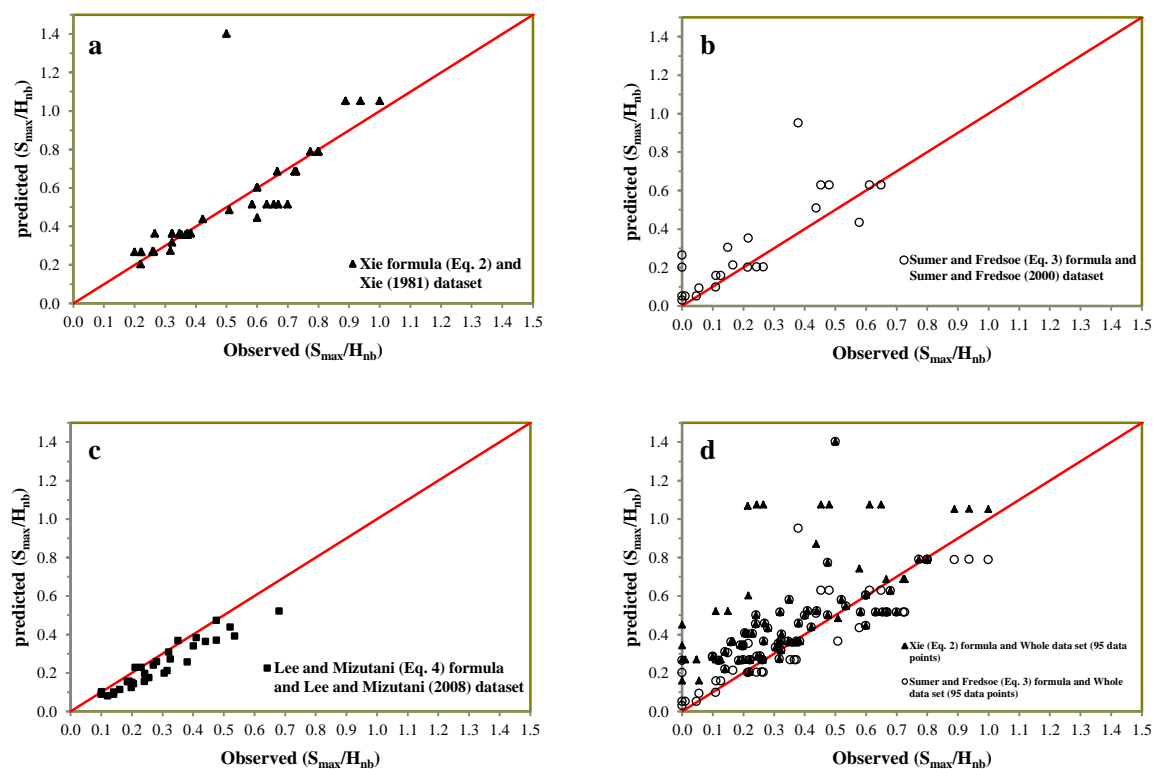 a
predicted (Smax/Hnb)
1.4
1.2
1.0
0.8
0.6
0.4
0.2
0.0
Xie formula (Eq. 2) and
Xie (1981) dataset
0.0 0.1 0.2 0.3 0.4 0.5 0.6 0.7 0.8 0.9 1.0 1.1 1.2 1.3 1.4 1.5
Observed (Smax/Hnb)
b
predicted (Smax/Hnb)
1.4
1.2
1.0
0.8
0.6
0.4
0.2
0.0
Sumer and Fredsoe (Eq. 3) formula and
Sumer and Fredsoe (2000) dataset
0.0 0.1 0.2 0.3 0.4 0.5 0.6 0.7 0.8 0.9 1.0 1.1 1.2 1.3 1.4 1.5
Observed (Smax/Hnb)
c
predicted (Smax/Hnb)
1.4
1.2
1.0
0.8
0.6
0.4
0.2
0.0
Lee and Mizutani (Eq. 4) formula
and Lee and Mizutani (2008) dataset
0.0 0.1 0.2 0.3 0.4 0.5 0.6 0.7 0.8 0.9 1.0 1.1 1.2 1.3 1.4 1.5
Observed (Smax/Hnb)
d
predicted (Smax/Hnb)
1.4
1.2
1.0
0.8
0.6
0.4
0.2
0.0
Xie (Eq. 2) formula and Whole data set (95 data
points)
Sumer and Fredsoe (Eq. 3) formula and Whole
data set (95 data points)
0.0 0.1 0.2 0.3 0.4 0.5 0.6 0.7 0.8 0.9 1.0 1.1 1.2 1.3 1.4 1.5
Observed (Smax/Hnb)